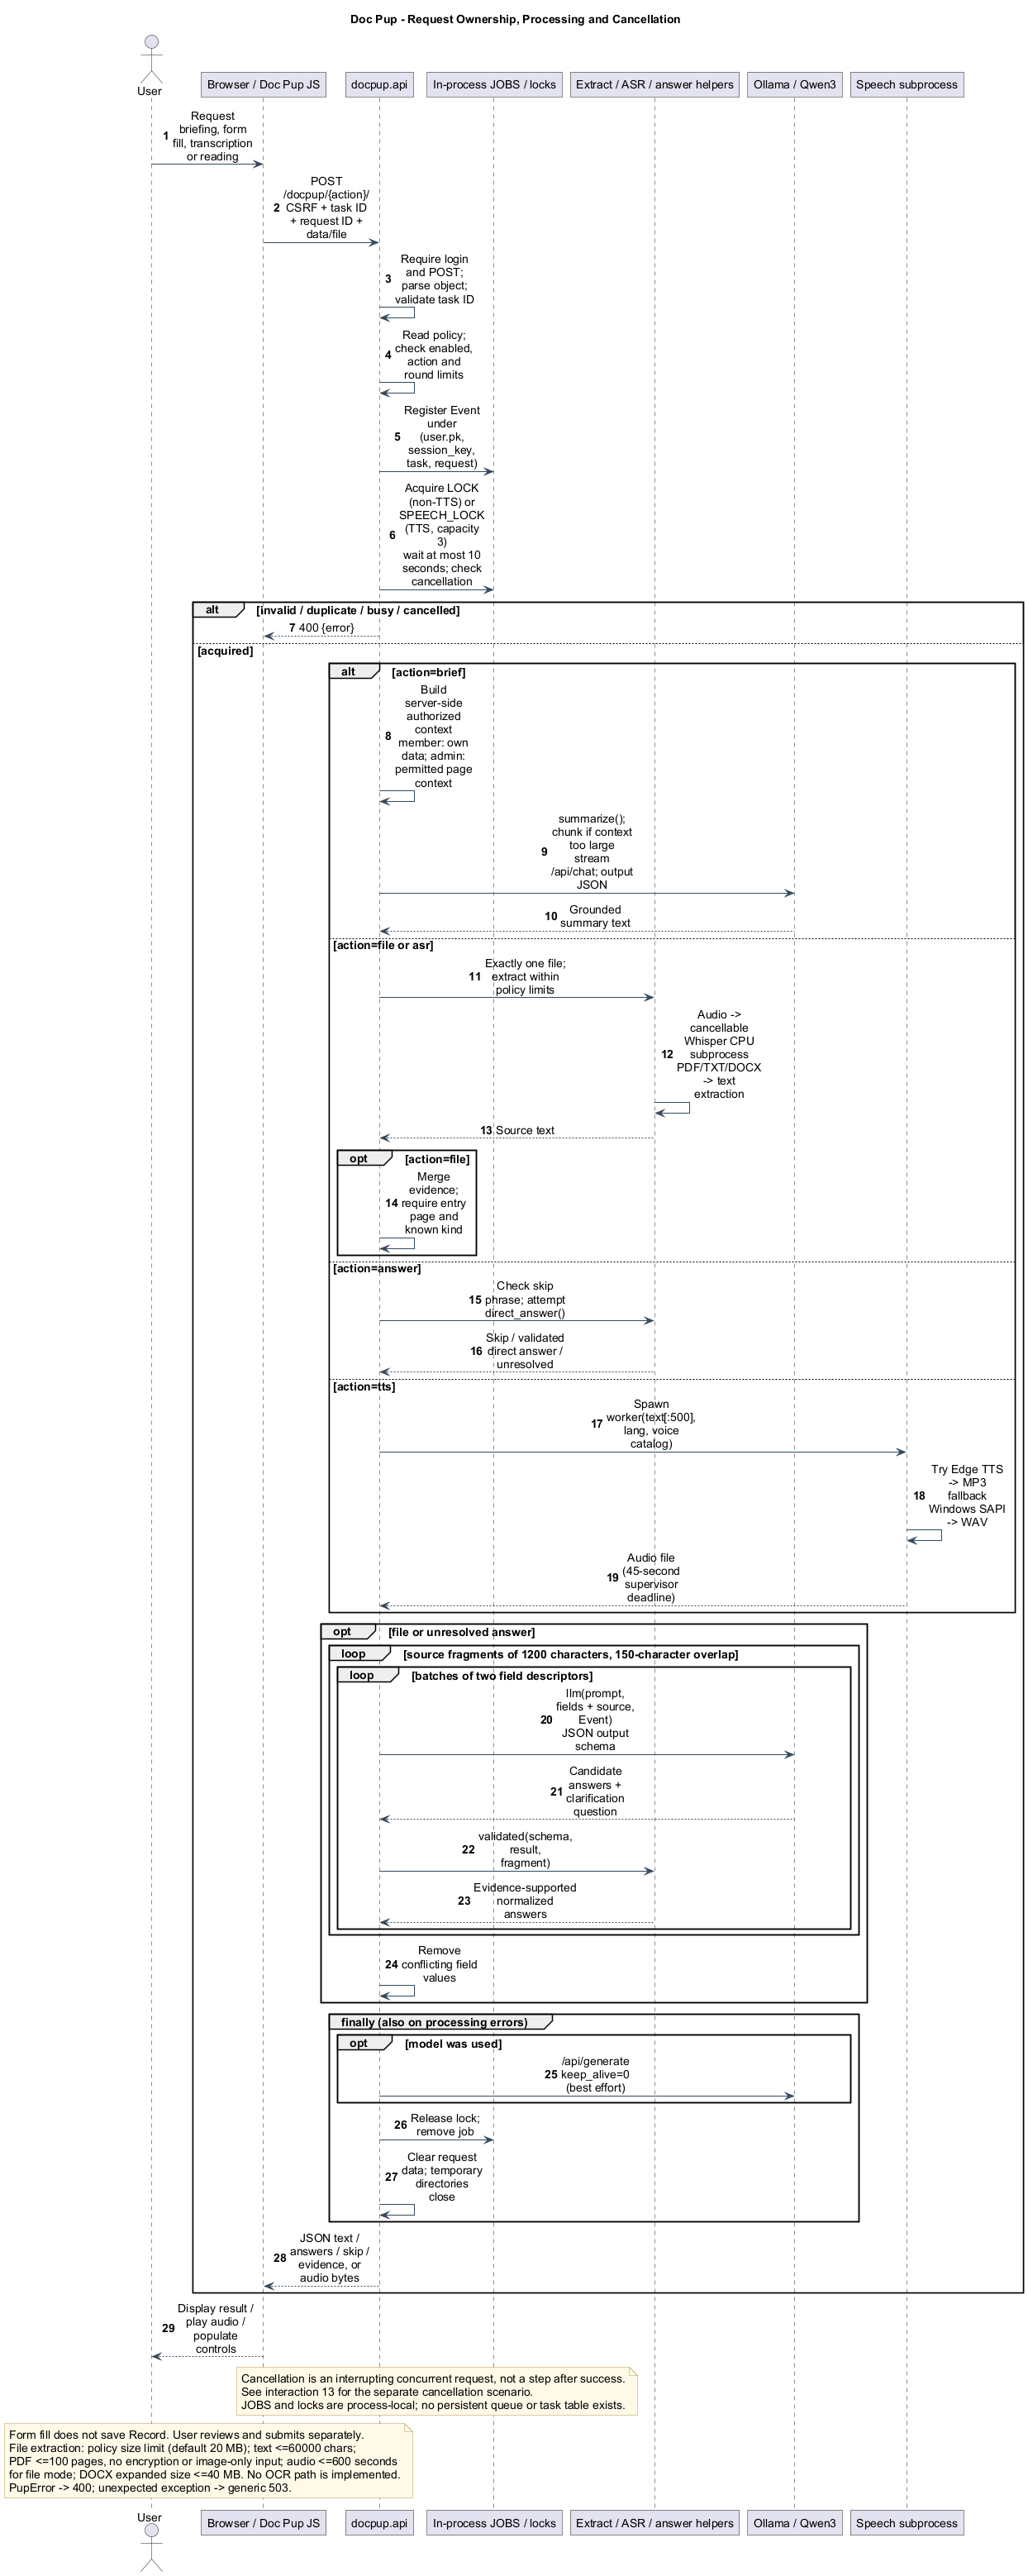 Doc Pup - Request Ownership, Processing and Cancellation
User
Browser / Doc Pup JS
docpup.api
In-process JOBS / locks
Extract / ASR / answer helpers
Ollama / Qwen3
Speech subprocess
1
Request
briefing, form
fill, transcription
or reading
2
POST
/docpup/{action}/
CSRF + task ID
+ request ID +
data/file
3
Require login
and POST;
parse object;
validate task ID
4
Read policy;
check enabled,
action and
round limits
5
Register Event
under
(user.pk,
session_key,
task, request)
6
Acquire LOCK
(non-TTS) or
SPEECH_LOCK
(TTS, capacity
3)
wait at most 10
seconds; check
cancellation
alt [invalid / duplicate / busy / cancelled]
7 400 {error}
[acquired]
alt [action=brief]
8
Build
server-side
authorized
context
member: own
data; admin:
permitted page
context
9
summarize();
chunk if context
too large
stream
/api/chat; output
JSON
10
Grounded
summary text
[action=file or asr]
11
Exactly one file;
extract within
policy limits
12
Audio ->
cancellable
Whisper CPU
subprocess
PDF/TXT/DOCX
-> text
extraction
13 Source text
opt [action=file]
14
Merge
evidence;
require entry
page and
known kind
[action=answer]
15
Check skip
phrase; attempt
direct_answer()
16
Skip / validated
direct answer /
unresolved
[action=tts]
17
Spawn
worker(text[:500],
lang, voice
catalog)
18
Try Edge TTS
-> MP3
fallback
Windows SAPI
-> WAV
19
Audio file
(45-second
supervisor
deadline)
opt [file or unresolved answer]
loop [source fragments of 1200 characters, 150-character overlap]
loop [batches of two field descriptors]
20
llm(prompt,
fields + source,
Event)
JSON output
schema
21
Candidate
answers +
clarification
question
22
validated(schema,
result,
fragment)
23
Evidence-supported
normalized
answers
24
Remove
conflicting field
values
finally (also on processing errors)
opt [model was used]
25
/api/generate
keep_alive=0
(best effort)
26
Release lock;
remove job
27
Clear request
data; temporary
directories
close
28
JSON text /
answers / skip /
evidence, or
audio bytes
29
Display result /
play audio /
populate
controls
Cancellation is an interrupting concurrent request, not a step after success.
See interaction 13 for the separate cancellation scenario.
JOBS and locks are process-local; no persistent queue or task table exists.
Form fill does not save Record. User reviews and submits separately.
File extraction: policy size limit (default 20 MB); text <=60000 chars;
PDF <=100 pages, no encryption or image-only input; audio <=600 seconds
for file mode; DOCX expanded size <=40 MB. No OCR path is implemented.
PupError -> 400; unexpected exception -> generic 503.
User
Browser / Doc Pup JS
docpup.api
In-process JOBS / locks
Extract / ASR / answer helpers
Ollama / Qwen3
Speech subprocess